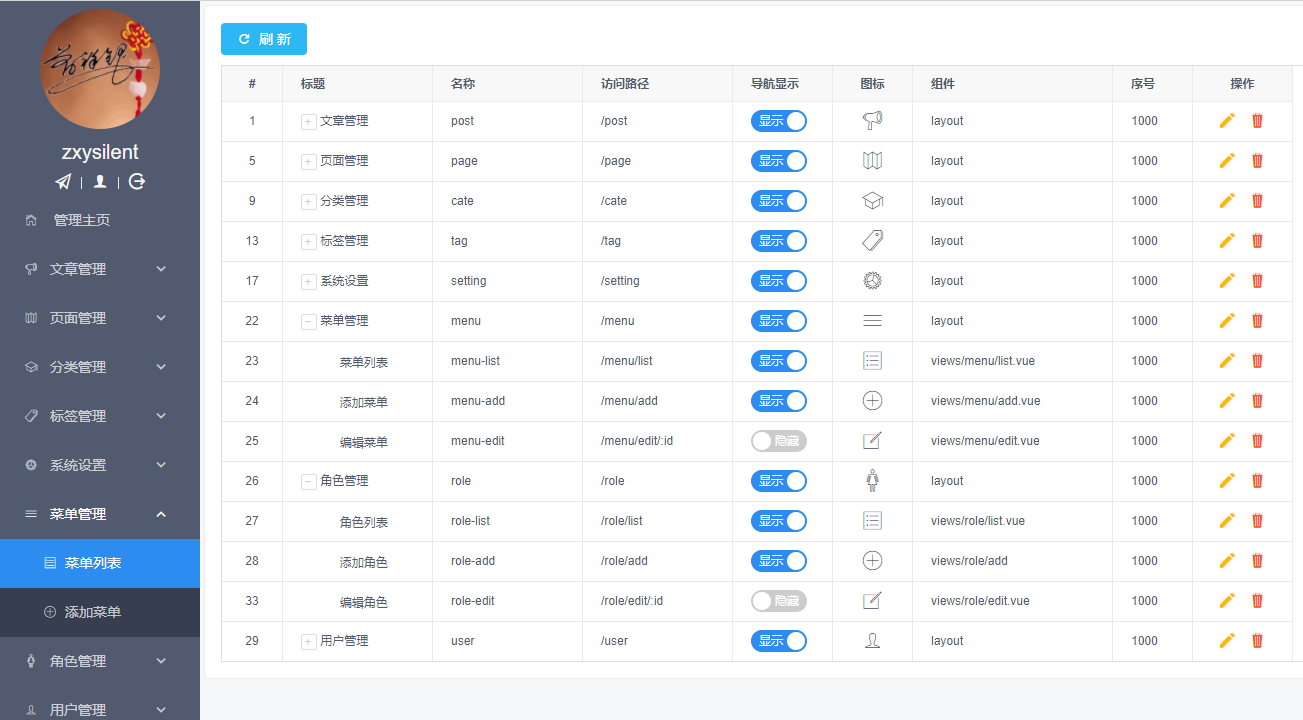 zxysilent
管理主页
文章管理
页面管理
分类管理
标签管理
系统设置
菜单管理
菜单列表
添加菜单
角色管理
用户管理
刷 新
# 标题 名称 访问路径 导航显示 图标 组件 序号 操作
1 文章管理 post /post 显示 layout 1000
5 页面管理 page /page 显示 layout 1000
9 分类管理 cate /cate 显示 layout 1000
13 标签管理 tag /tag 显示 layout 1000
17 系统设置 setting /setting 显示 layout 1000
22 菜单管理 menu /menu 显示 layout 1000
23 菜单列表 menu-list /menu/list 显示 views/menu/list.vue 1000
24 添加菜单 menu-add /menu/add 显示 views/menu/add.vue 1000
25 编辑菜单 menu-edit /menu/edit/:id 隐藏 views/menu/edit.vue 1000
26 角色管理 role /role 显示 layout 1000
27 角色列表 role-list /role/list 显示 views/role/list.vue 1000
28 添加角色 role-add /role/add 显示 views/role/add 1000
33 编辑角色 role-edit /role/edit/:id 隐藏 views/role/edit.vue 1000
29 用户管理 user /user 显示 layout 1000